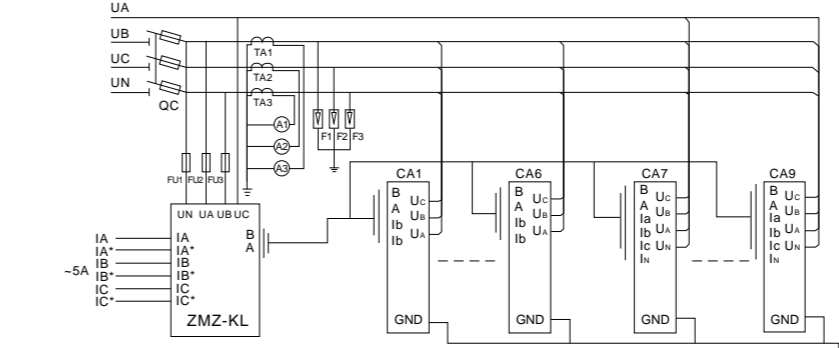 UA
UB
UC
UN
QC
TA1
TA2
TA3
A1
A2
A3
F1 F2 F3
FU1 FU2 FU3
UN UA UB UC
B
A
~5A
IA IA
IA* IA*
IB IB
IB* IB*
IC IC
IC* IC*
ZMZ-KL
CA1
B
A
Ib
Ib
UC
UB
UA
GND
CA6
B
A
Ib
Ib
UC
UB
UA
GND
CA7
B
A
Ia
Ib
Ic
IN
UC
UB
UA
UN
GND
CA9
B
A
Ia
Ib
Ic
IN
UC
UB
UA
UN
GND